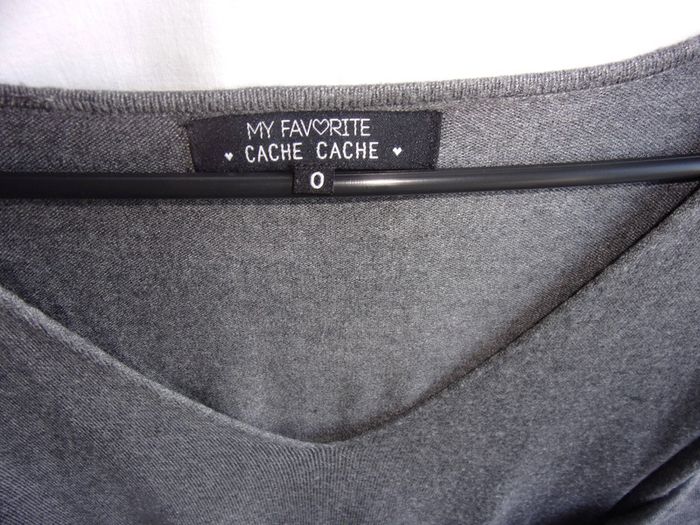 MY FAV♡RITE
♥ CACHE CACHE ♥
0